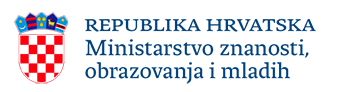 REPUBLIKA HRVATSKA
Ministarstvo znanosti,
obrazovanja i mladih